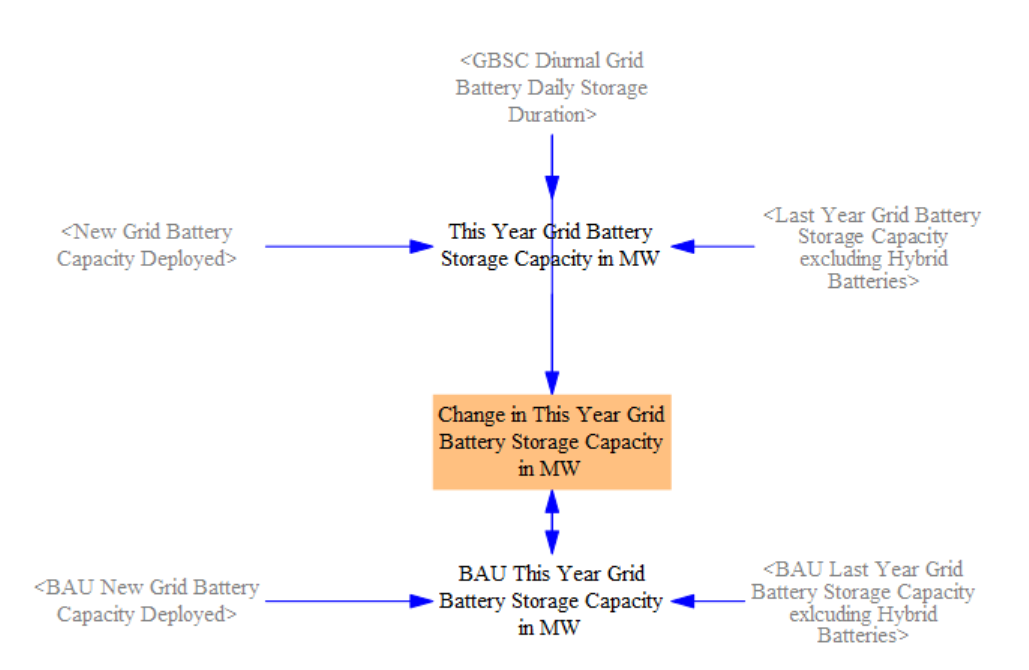 <GBSC Diurnal Grid
Battery Daily Storage
Duration>
<New Grid Battery
Capacity Deployed>
This Year Grid Battery
Storage Capacity in MW
<Last Year Grid Battery
Storage Capacity
excluding Hybrid
Batteries>
Change in This Year Grid
Battery Storage Capacity
in MW
<BAU New Grid Battery
Capacity Deployed>
BAU This Year Grid
Battery Storage Capacity
in MW
<BAU Last Year Grid
Battery Storage Capacity
exlcuding Hybrid
Batteries>